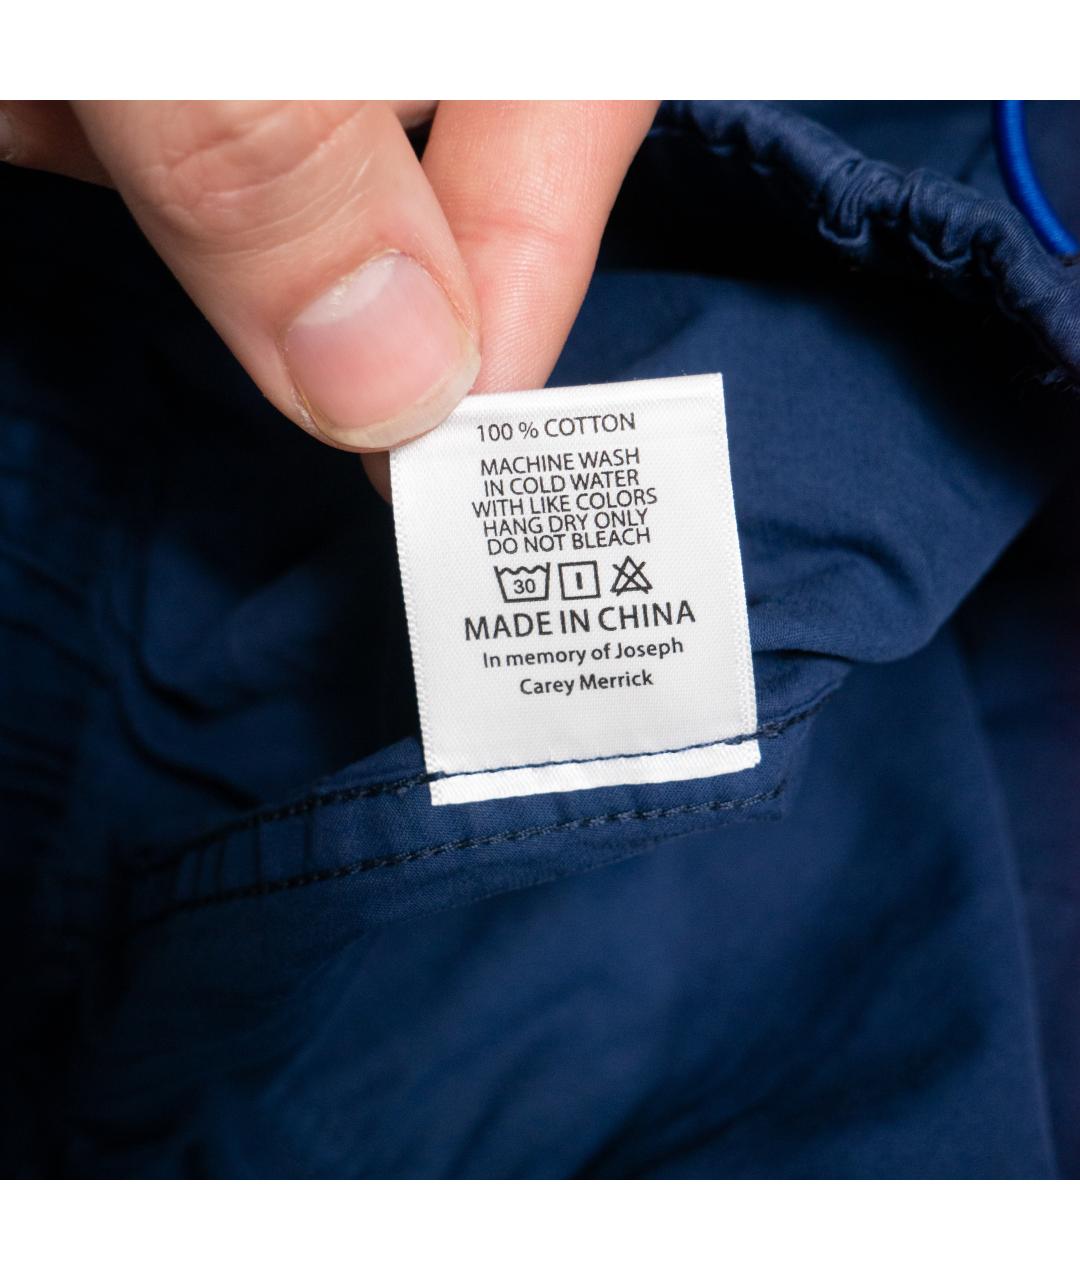 100 % COTTON
MACHINE WASH
IN COLD WATER
WITH LIKE COLORS
HANG DRY ONLY
DO NOT BLEACH
30
MADE IN CHINA
In memory of Joseph
Carey Merrick